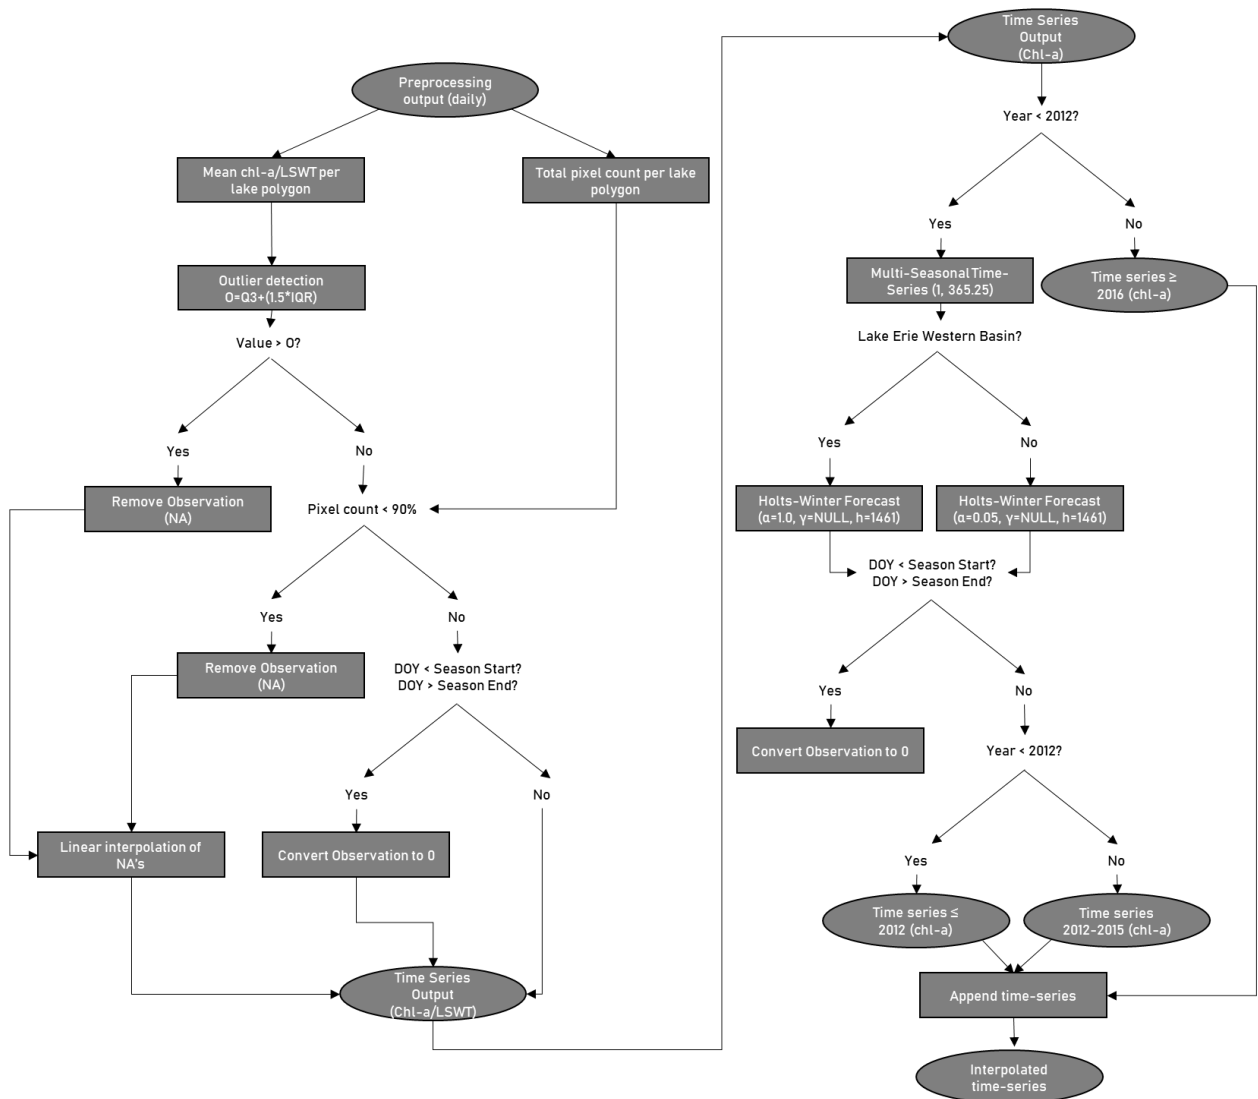 Preprocessing
output (daily)
Mean chl-a/LSWT per
lake polygon
Total pixel count per lake
polygon
Outlier detection
O=Q3+(1.5*IQR)
Value > O?
Yes
No
Remove Observation
(NA)
Pixel count < 90%
Yes
No
Remove Observation
(NA)
DOY < Season Start?
DOY > Season End?
Yes
No
Linear interpolation of
NA's
Convert Observation to 0
Time Series
Output
(Chl-a/LSWT)
Time Series
Output
(Chl-a)
Year < 2012?
Yes
No
Multi-Seasonal Time-
Series (1, 365.25)
Time series ≥
2016 (chl-a)
Lake Erie Western Basin?
Yes
No
Holts-Winter Forecast
(α=1.0, γ=NULL, h=1461)
Holts-Winter Forecast
(α=0.05, γ=NULL, h=1461)
DOY < Season Start?
DOY > Season End?
Yes
No
Convert Observation to 0
Year < 2012?
Yes
No
Time series ≤
2012 (chl-a)
Time series
2012-2015 (chl-a)
Append time-series
Interpolated
time-series